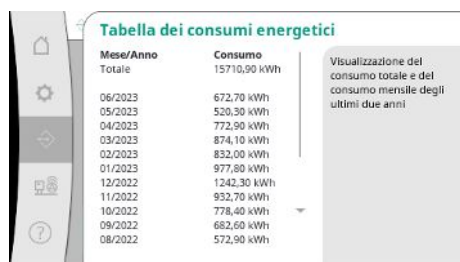 Tabella dei consumi energetici
Mese/Anno Consumo
Totale 15710,90 kWh
06/2023 672,70 kWh
05/2023 520,30 kWh
04/2023 772,90 kWh
03/2023 874,10 kWh
02/2023 832,00 kWh
01/2023 977,80 kWh
12/2022 1242,30 kWh
11/2022 932,70 kWh
10/2022 778,40 kWh
09/2022 682,60 kWh
08/2022 572,90 kWh
Visualizzazione del
consumo totale e del
consumo mensile degli
ultimi due anni
?